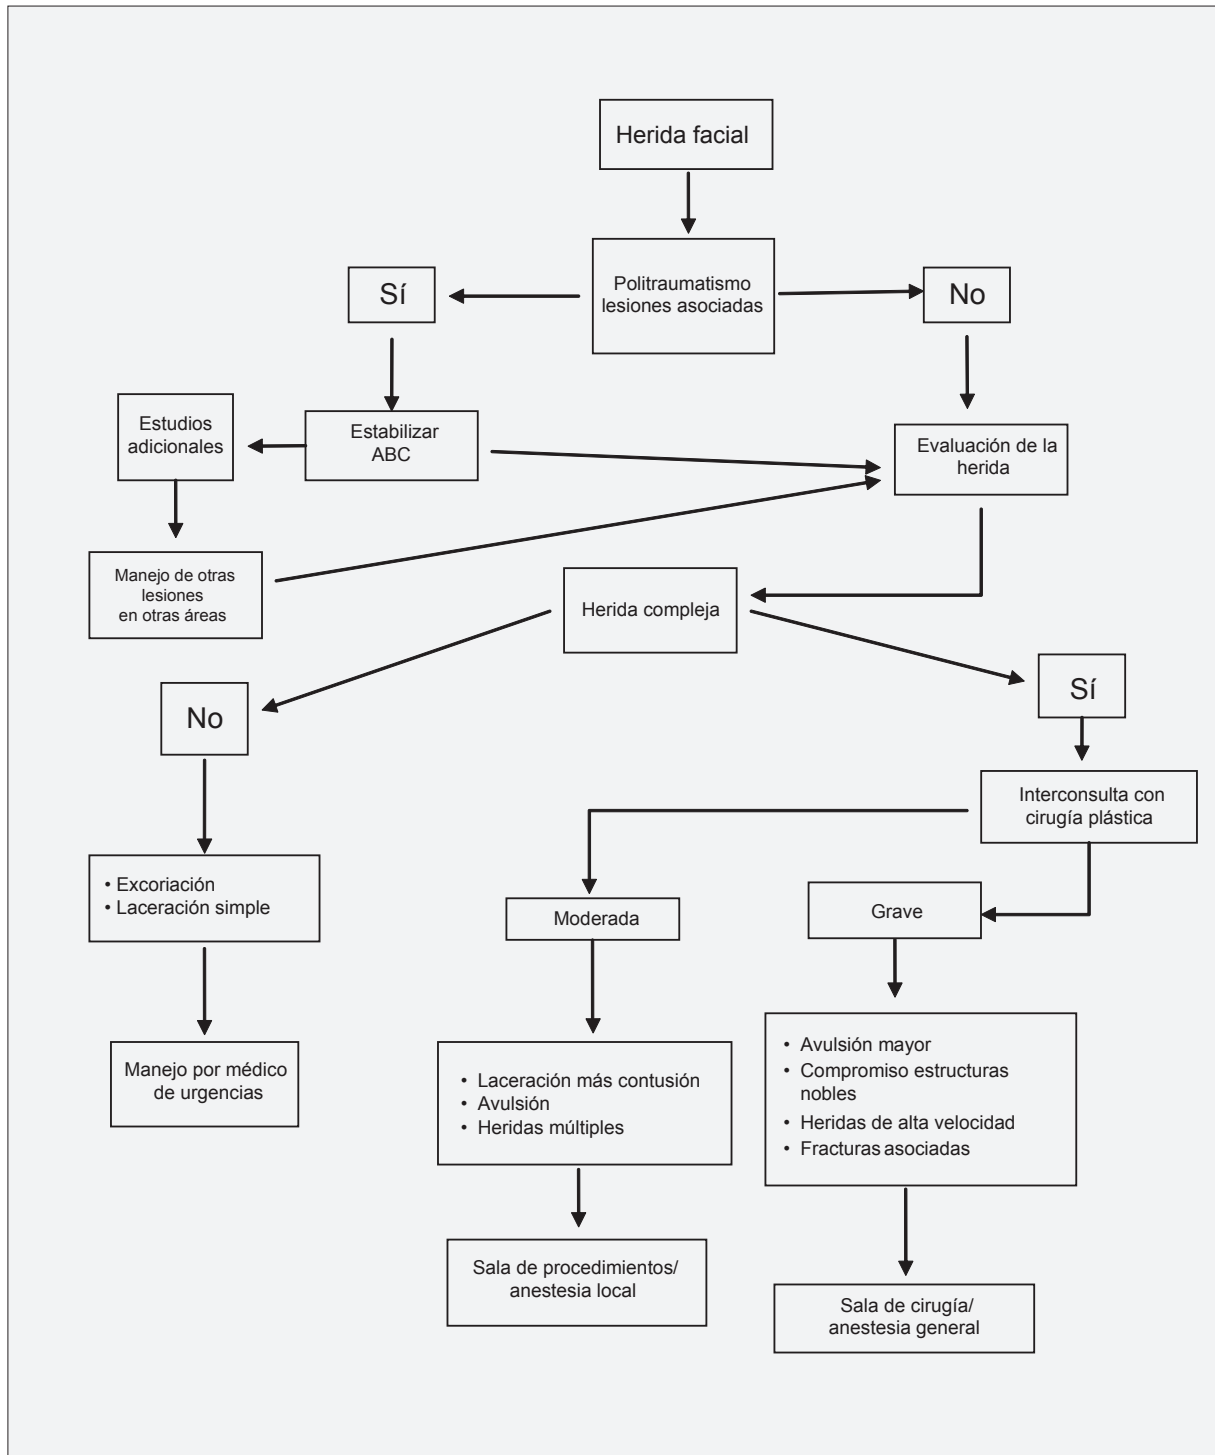 Herida facial
Politraumatismo
lesiones asociadas
Sí
No
Estudios
adicionales
Estabilizar
ABC
Evaluación de la
herida
Manejo de otras
lesiones
en otras áreas
Herida compleja
No
Sí
Interconsulta con
cirugía plástica
• Excoriación
• Laceración simple
Moderada
Grave
Manejo por médico
de urgencias
• Laceración más contusión
• Avulsión
• Heridas múltiples
• Avulsión mayor
• Compromiso estructuras
nobles
• Heridas de alta velocidad
• Fracturas asociadas
Sala de procedimientos/
anestesia local
Sala de cirugía/
anestesia general